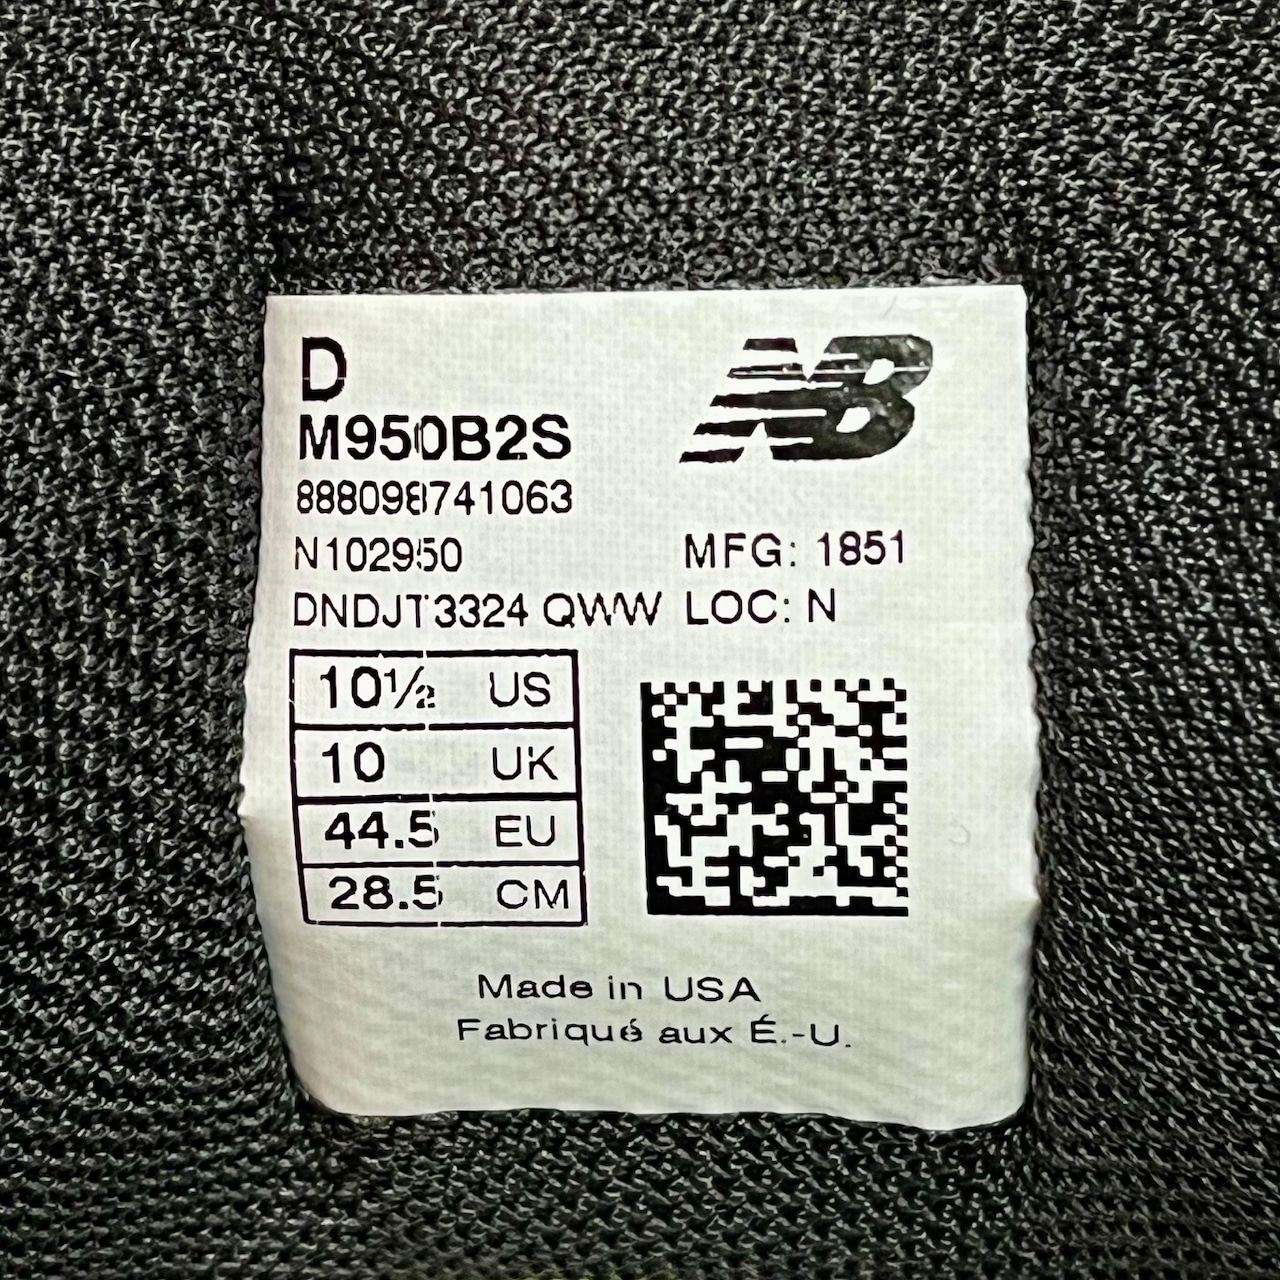 D
NB
M950B2S
888098741063
N102950
MFG: 1851
DNDJT3324 QWW LOC: N
10½ US
10 UK
44.5 EU
28.5 CM
Made in USA
Fabriqué aux É.-U.